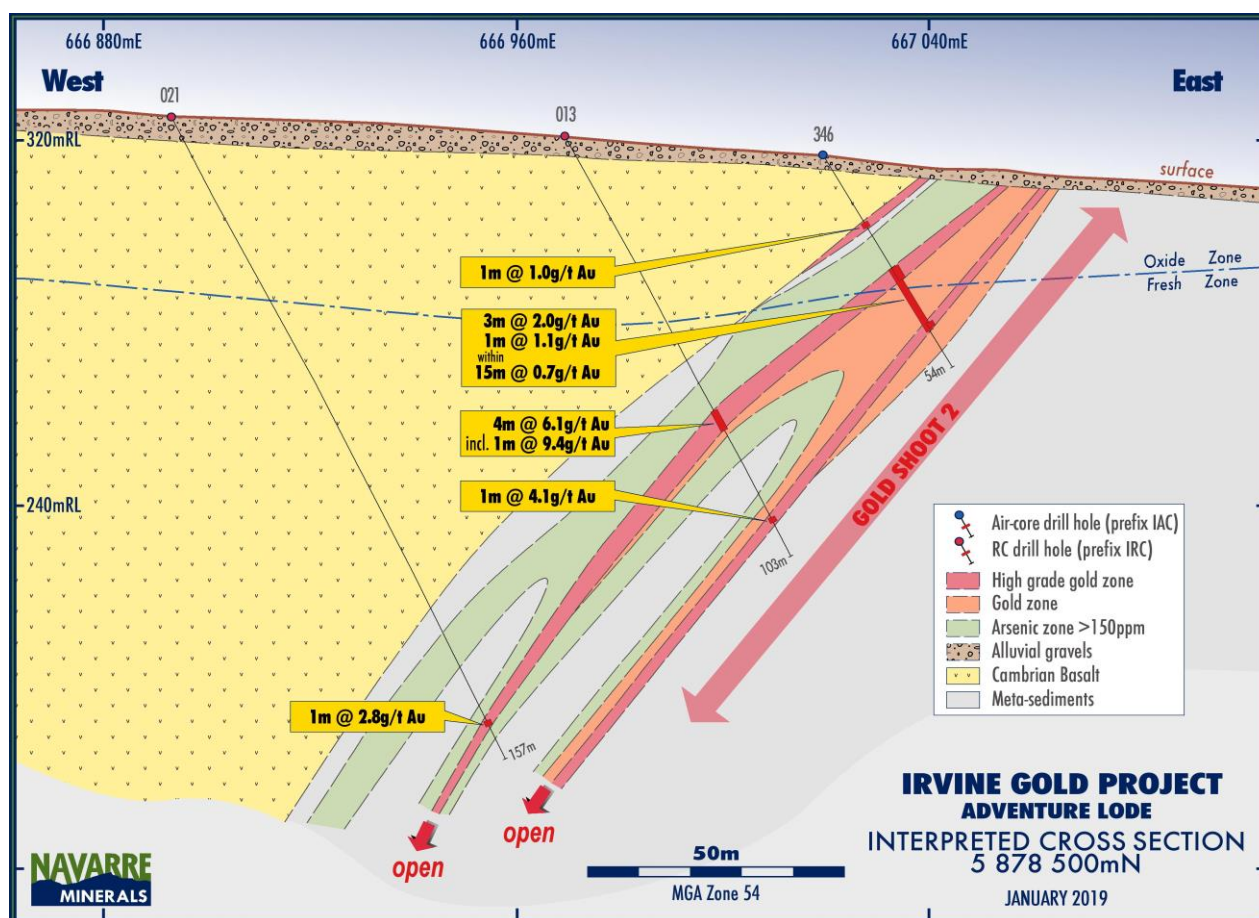 666 880mE
666 960mE
667 040mE
West
East
021
013
346
320mRL
surface
1m @ 1.0g/t Au
Oxide Zone
Fresh Zone
3m @ 2.0g/t Au
1m @ 1.1g/t Au
within
15m @ 0.7g/t Au
54m
4m @ 6.1g/t Au
incl. 1m @ 9.4g/t Au
GOLD SHOOT 2
1m @ 4.1g/t Au
240mRL
103m
Air-core drill hole (prefix IAC)
RC drill hole (prefix IRC)
High grade gold zone
Gold zone
Arsenic zone >150ppm
Alluvial gravels
Cambrian Basalt
Meta-sediments
1m @ 2.8g/t Au
157m
open
open
IRVINE GOLD PROJECT
ADVENTURE LODE
INTERPRETED CROSS SECTION
5 878 500mN
JANUARY 2019
50m
MGA Zone 54
NAVARRE
MINERALS